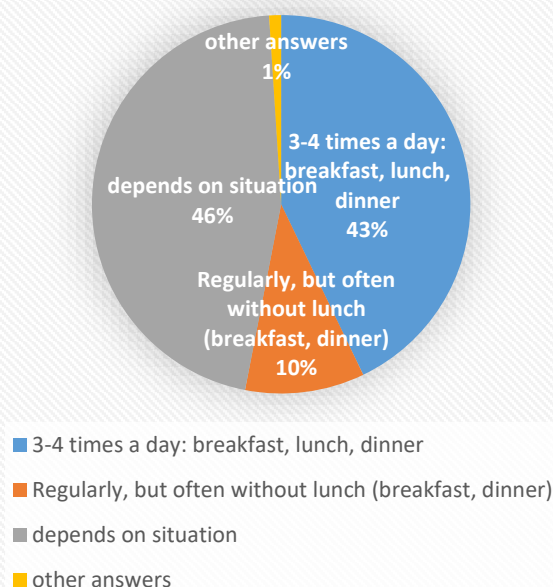 other answers
1%
3-4 times a day:
breakfast, lunch,
dinner
43%
depends on situation
46%
Regularly, but often
without lunch
(breakfast, dinner)
10%
3-4 times a day: breakfast, lunch, dinner
Regularly, but often without lunch (breakfast, dinner)
depends on situation
other answers